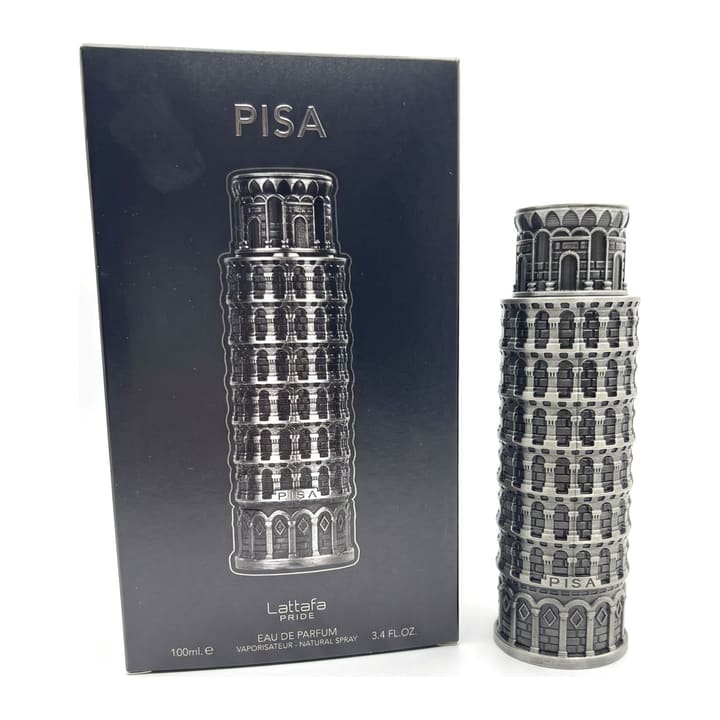 PISA
PISA
Lattafa
PRIDE
EAU DE PARFUM
100ml. e VAPORISATEUR - NATURAL SPRAY 3.4 FL.OZ.
PISA